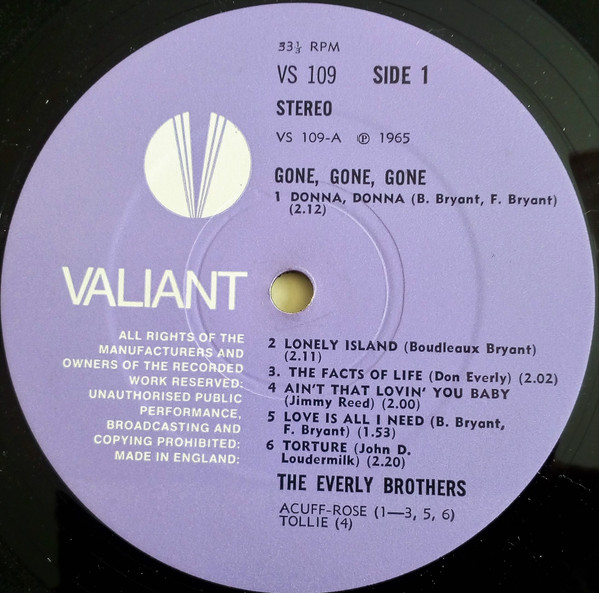 33⅓ RPM
VS 109 SIDE 1
STEREO
VS 109-A ℗ 1965
GONE, GONE, GONE
1 DONNA, DONNA (B. Bryant, F. Bryant)
(2.12)
VALIANT
ALL RIGHTS OF THE
MANUFACTURERS AND
OWNERS OF THE RECORDED
WORK RESERVED:
UNAUTHORISED PUBLIC
PERFORMANCE,
BROADCASTING AND
COPYING PROHIBITED:
MADE IN ENGLAND:
2 LONELY ISLAND (Boudleaux Bryant)
(2.11)
3. THE FACTS OF LIFE (Don Everly) (2.02)
4 AIN'T THAT LOVIN' YOU BABY
(Jimmy Reed) (2.00)
5 LOVE IS ALL I NEED (B. Bryant,
F. Bryant) (1.53)
6 TORTURE (John D.
Loudermilk) (2.20)
THE EVERLY BROTHERS
ACUFF-ROSE (1—3, 5, 6)
TOLLIE (4)